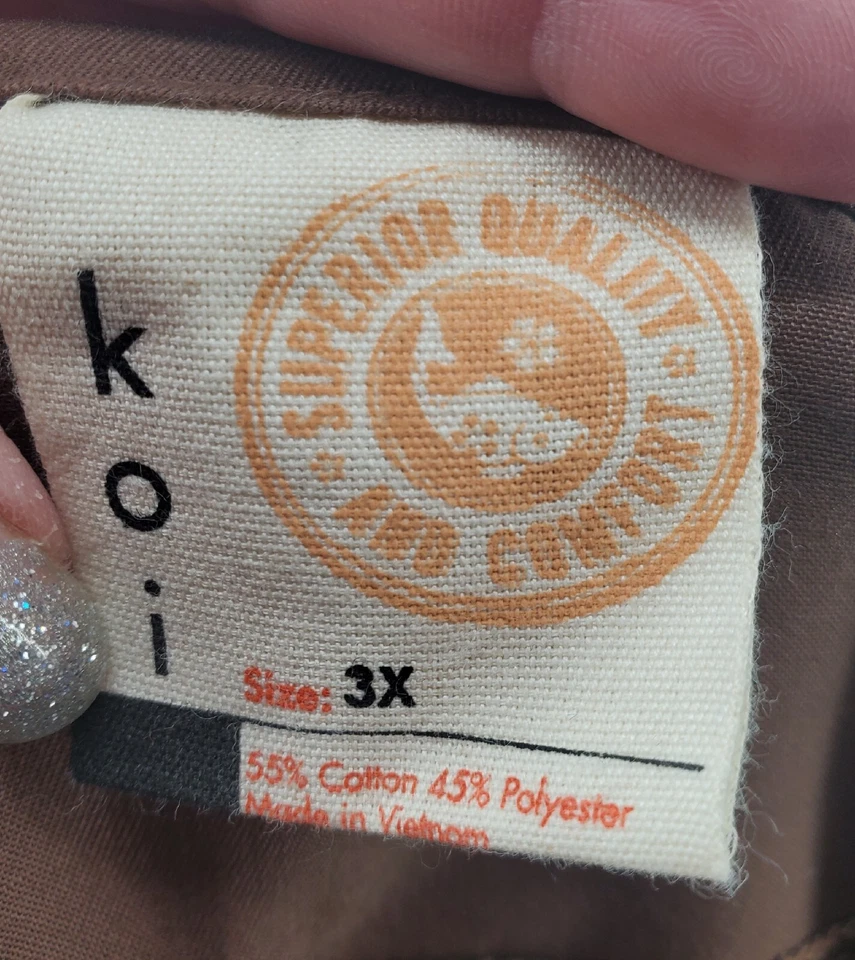 koi
SUPERIOR QUALITY
AND COMFORT
Size: 3X
55% Cotton 45% Polyester
Made in Vietnam